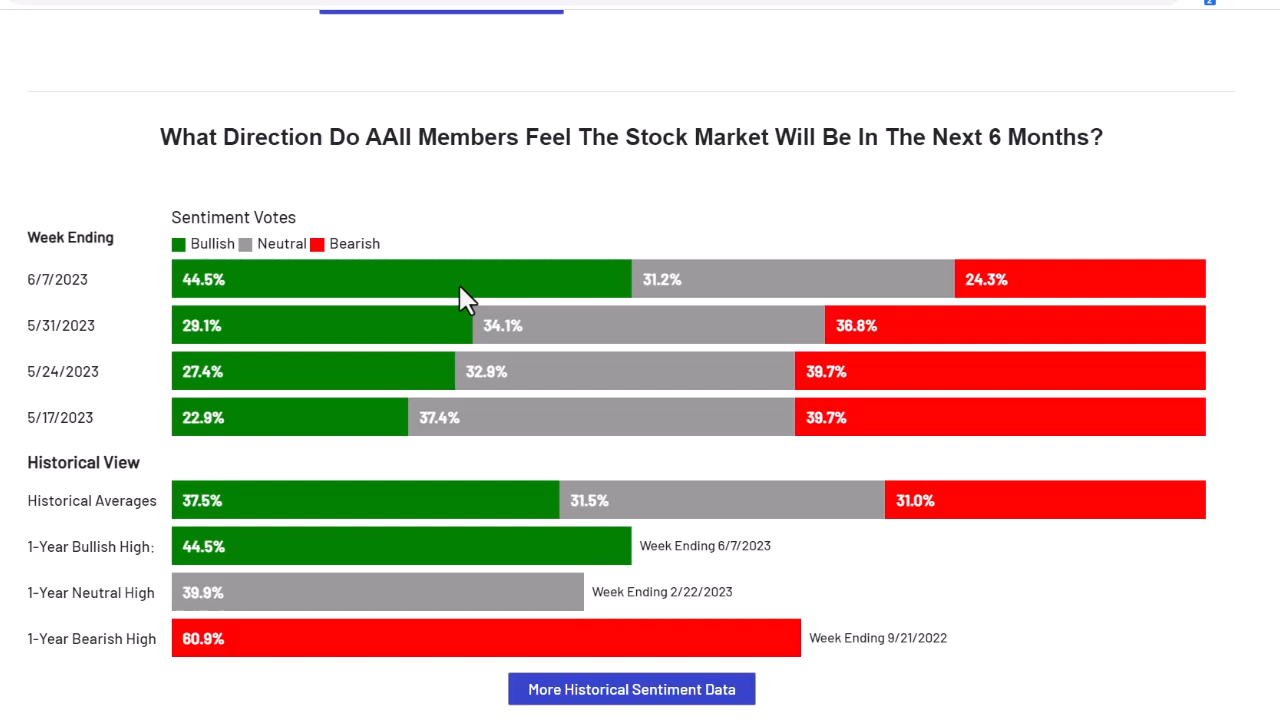 2
What Direction Do AAII Members Feel The Stock Market Will Be In The Next 6 Months?
Sentiment Votes
Week Ending
Bullish Neutral Bearish
6/7/2023 44.5% 31.2% 24.3%
5/31/2023 29.1% 34.1% 36.8%
5/24/2023 27.4% 32.9% 39.7%
5/17/2023 22.9% 37.4% 39.7%
Historical View
Historical Averages 37.5% 31.5% 31.0%
1-Year Bullish High: 44.5% Week Ending 6/7/2023
1-Year Neutral High 39.9% Week Ending 2/22/2023
1-Year Bearish High 60.9% Week Ending 9/21/2022
More Historical Sentiment Data